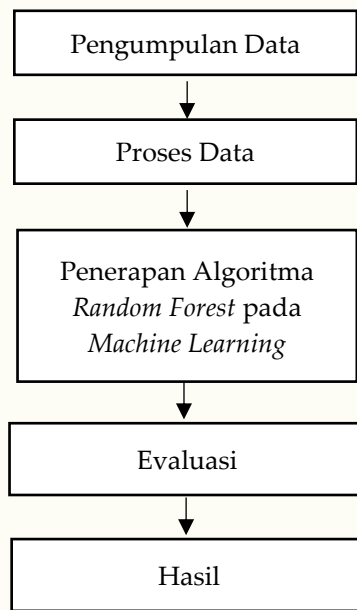 Pengumpulan Data
Proses Data
Penerapan Algoritma
Random Forest pada
Machine Learning
Evaluasi
Hasil